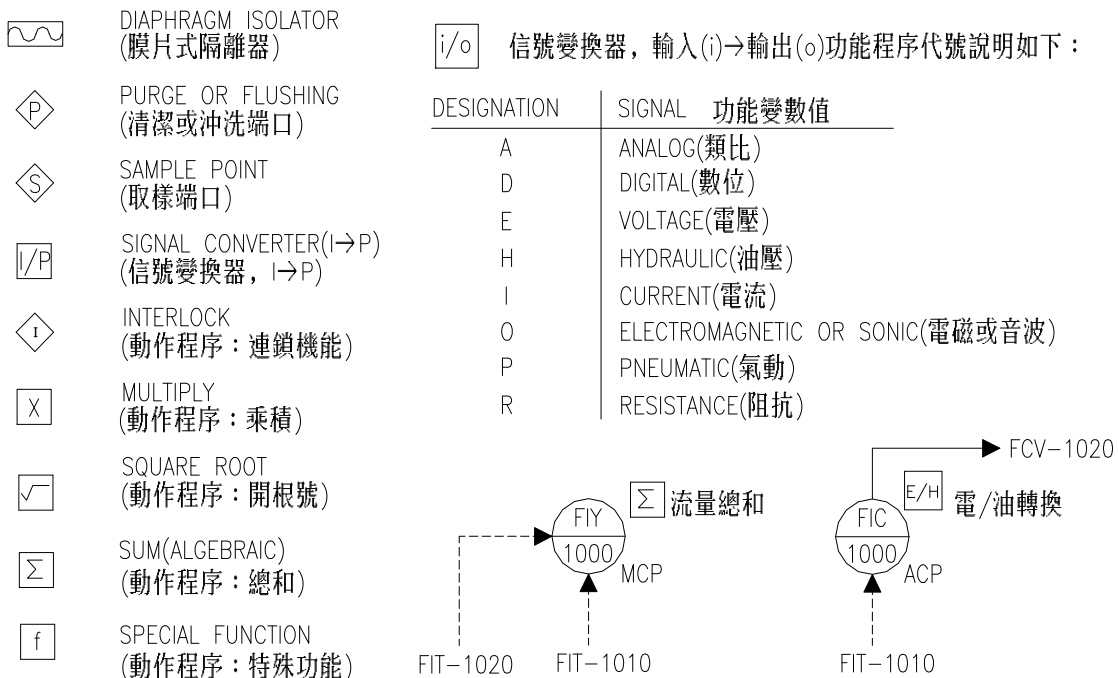 DIAPHRAGM ISOLATOR
(膜片式隔離器)
P
PURGE OR FLUSHING
(清潔或沖洗端口)
S
SAMPLE POINT
(取樣端口)
I/P
SIGNAL CONVERTER(I→P)
(信號變換器，I→P)
I
INTERLOCK
(動作程序：連鎖機能)
X
MULTIPLY
(動作程序：乘積)
√
SQUARE ROOT
(動作程序：開根號)
Σ
SUM(ALGEBRAIC)
(動作程序：總和)
f
SPECIAL FUNCTION
(動作程序：特殊功能)
i/o 信號變換器，輸入(i)→輸出(o)功能程序代號說明如下：
DESIGNATION SIGNAL 功能變數值
A ANALOG(類比)
D DIGITAL(數位)
E VOLTAGE(電壓)
H HYDRAULIC(油壓)
I CURRENT(電流)
O ELECTROMAGNETIC OR SONIC(電磁或音波)
P PNEUMATIC(氣動)
R RESISTANCE(阻抗)
Σ 流量總和
FIY
1000
MCP
FIT-1020
FIT-1010
FCV-1020
E/H 電/油轉換
FIC
1000
ACP
FIT-1010